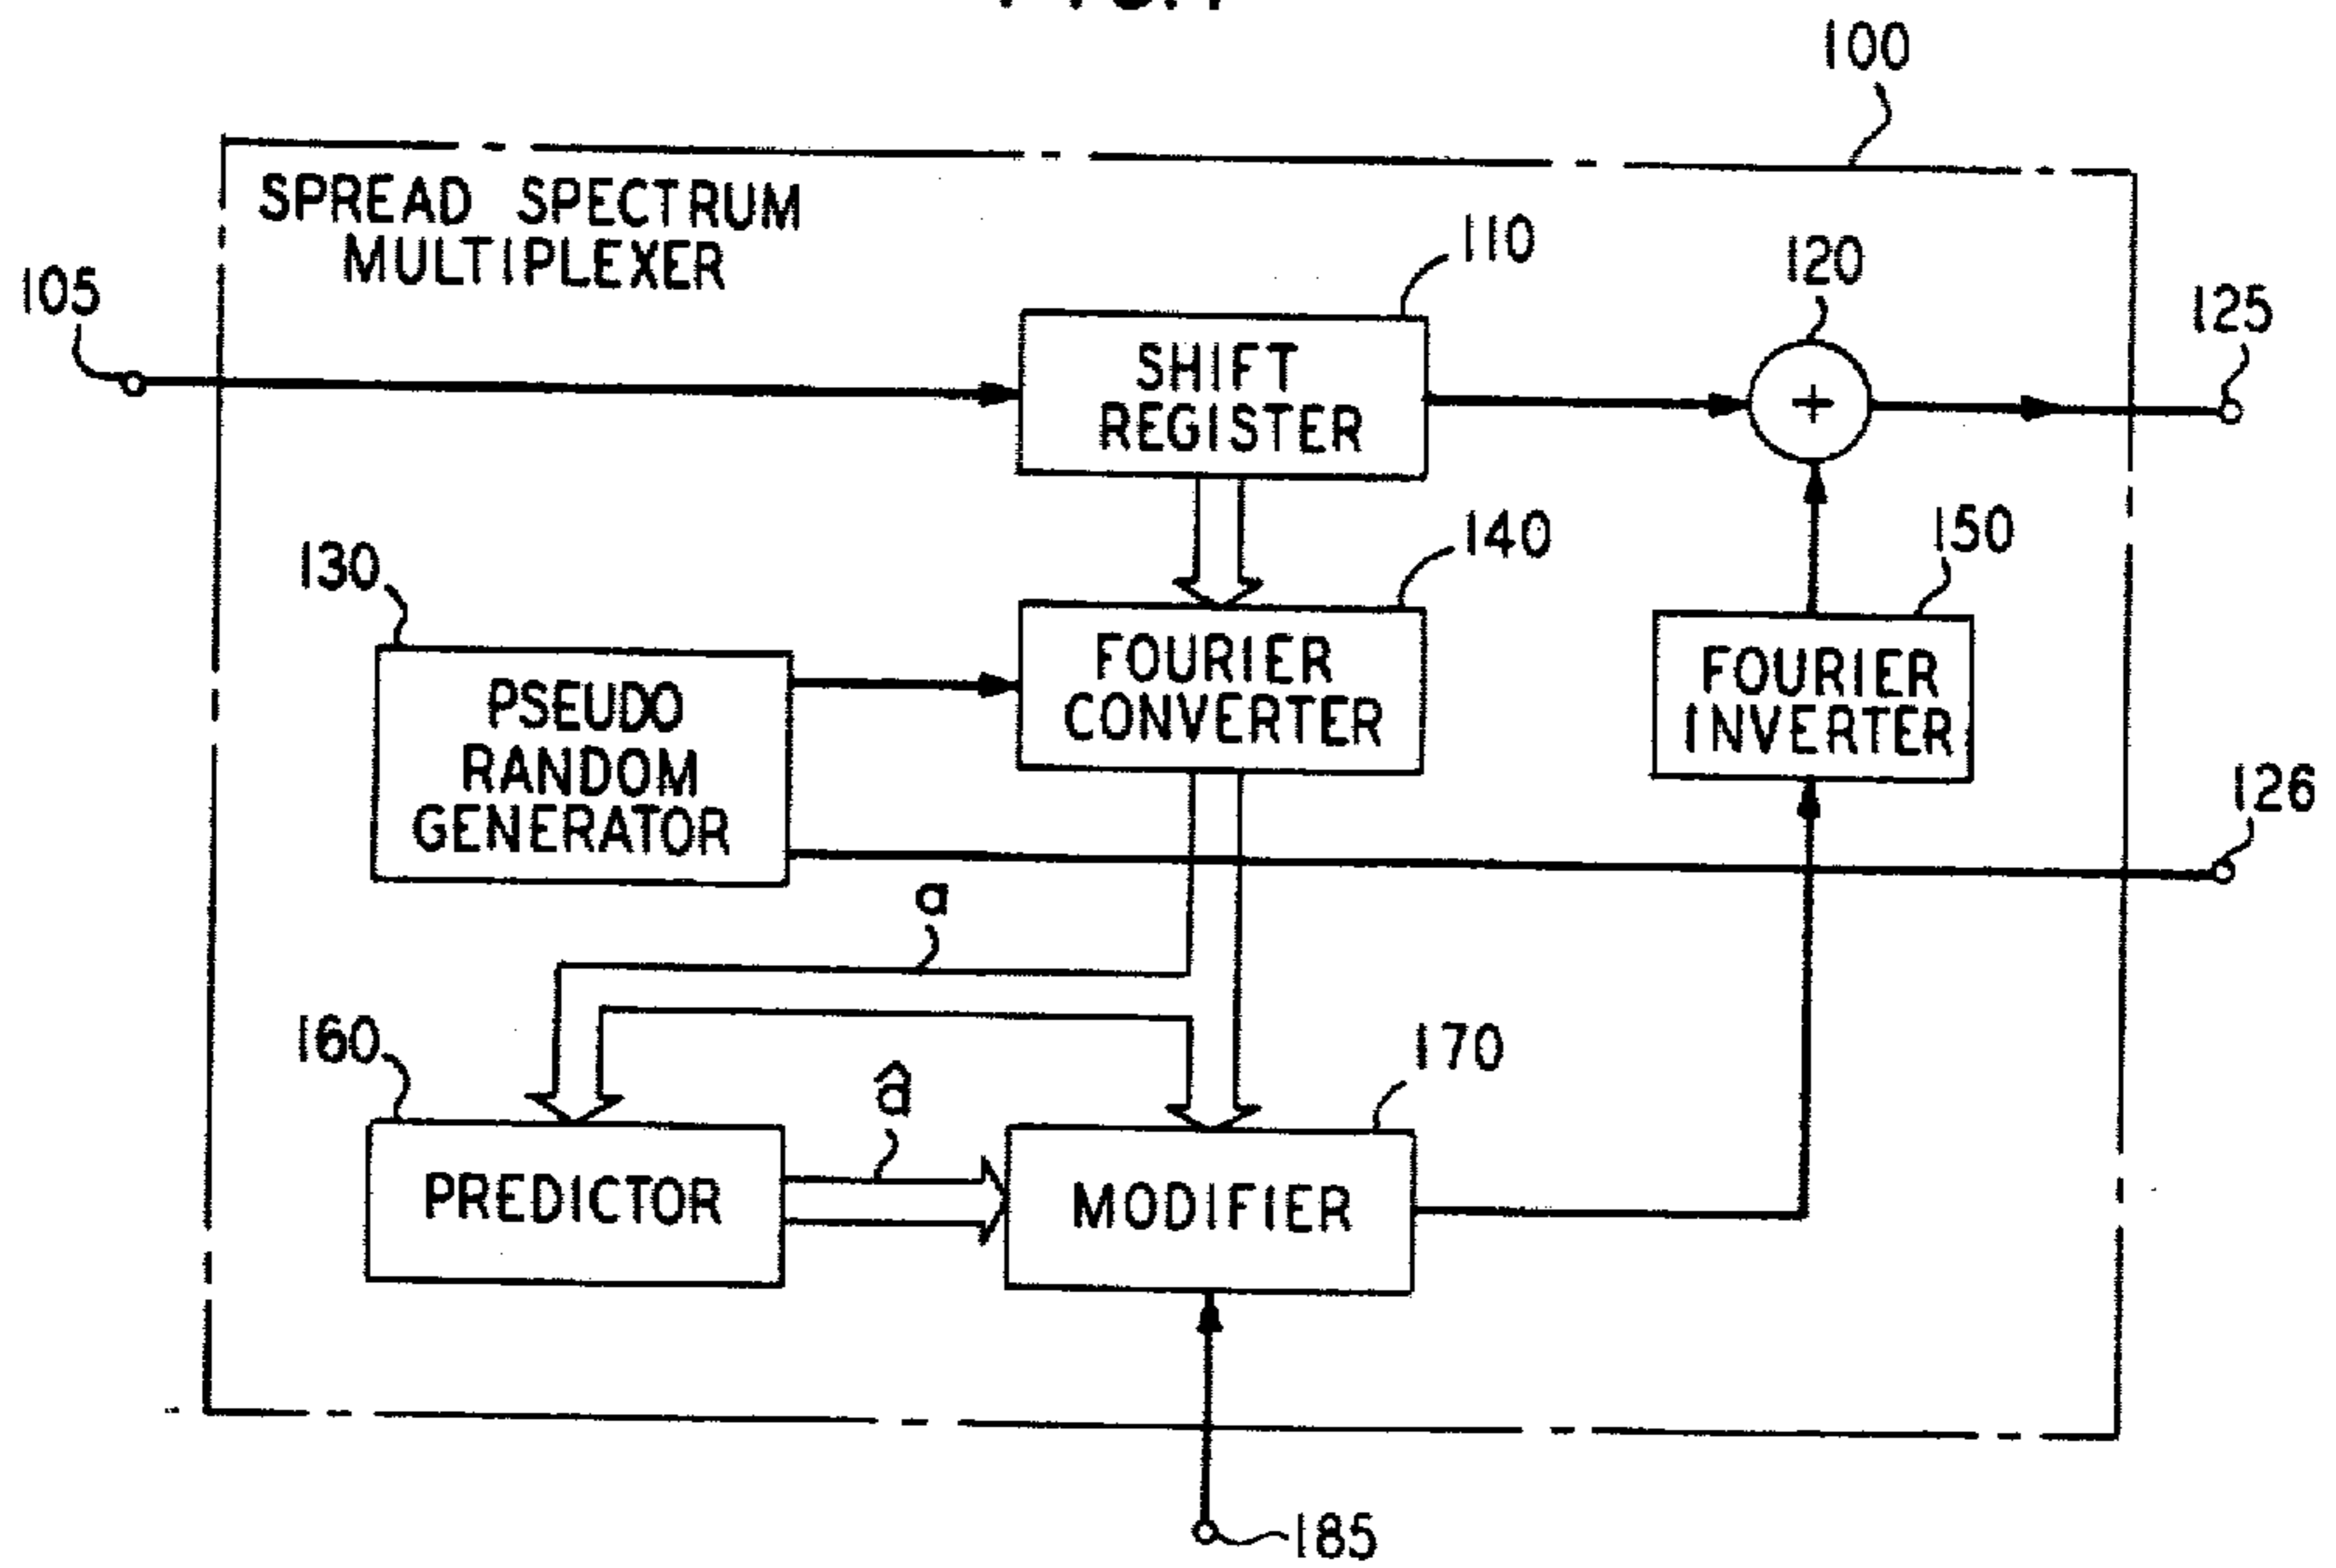 100
SPREAD SPECTRUM
MULTIPLEXER
110
120
105
125
SHIFT
REGISTER
+
130
140
150
FOURIER
CONVERTER
FOURIER
INVERTER
PSEUDO
RANDOM
GENERATOR
126
a
160
170
â
PREDICTOR
MODIFIER
185